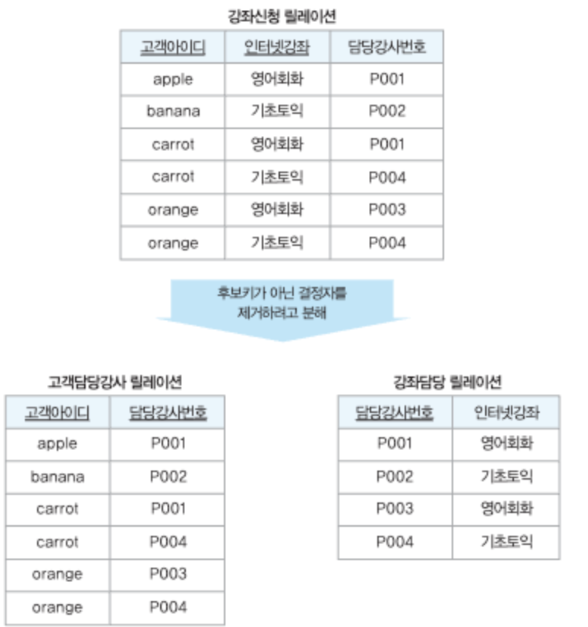 강좌신청 릴레이션
고객아이디 인터넷강좌 담당강사번호
apple 영어회화 P001
banana 기초토익 P002
carrot 영어회화 P001
carrot 기초토익 P004
orange 영어회화 P003
orange 기초토익 P004
후보키가 아닌 결정자를
제거하려고 분해
고객담당강사 릴레이션
고객아이디 담당강사번호
apple P001
banana P002
carrot P001
carrot P004
orange P003
orange P004
강좌담당 릴레이션
담당강사번호 인터넷강좌
P001 영어회화
P002 기초토익
P003 영어회화
P004 기초토익